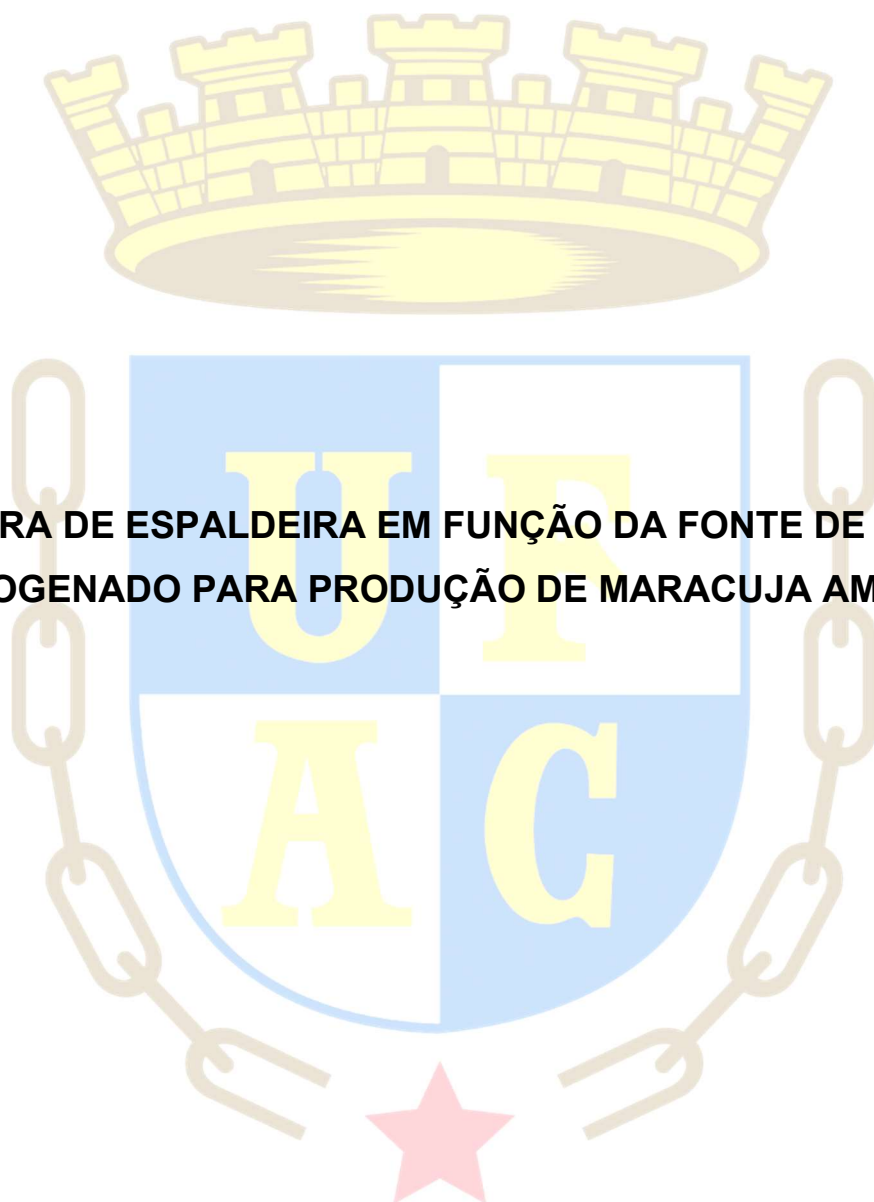 RA DE ESPALDEIRA EM FUNÇÃO DA FONTE DE
OGENADO PARA PRODUÇÃO DE MARACUJA AM
U F
A C